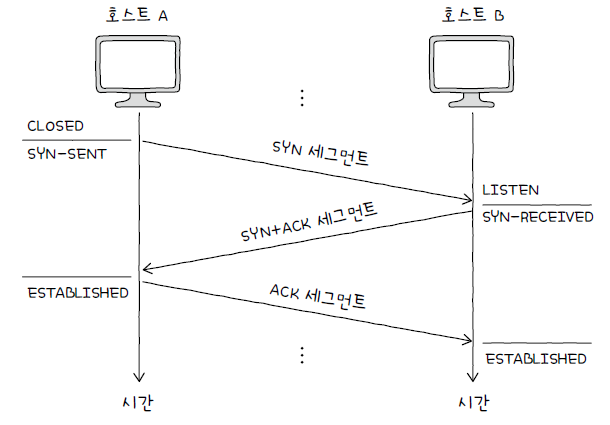 호스트 A
호스트 B
CLOSED
SYN-SENT
SYN 세그먼트
LISTEN
SYN-RECEIVED
SYN+ACK 세그먼트
ESTABLISHED
ACK 세그먼트
ESTABLISHED
시간
시간